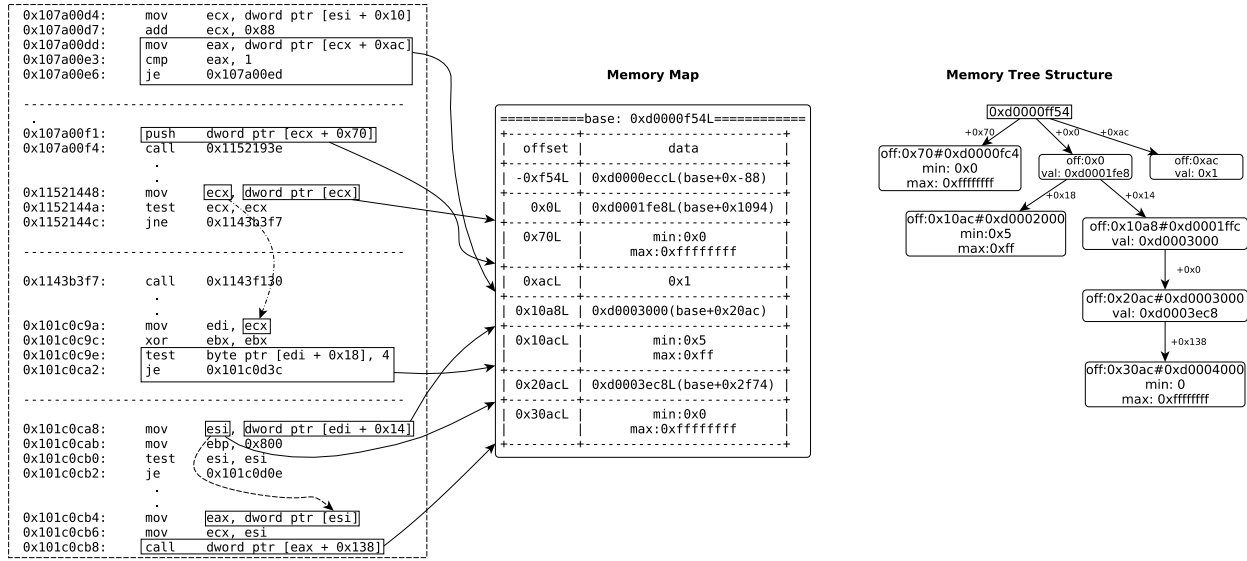 0x107a00d4: mov ecx, dword ptr [esi + 0x10]
0x107a00d7: add ecx, 0x88
0x107a00dd: mov eax, dword ptr [ecx + 0xac]
0x107a00e3: cmp eax, 1
0x107a00e6: je 0x107a00ed
--------------------------------------------------
.
0x107a00f1: push dword ptr [ecx + 0x70]
0x107a00f4: call 0x1152193e
.
.
0x11521448: mov ecx, dword ptr [ecx]
0x1152144a: test ecx, ecx
0x1152144c: jne 0x1143b3f7
--------------------------------------------------
0x1143b3f7: call 0x1143f130
.
.
0x101c0c9a: mov edi, ecx
0x101c0c9c: xor ebx, ebx
0x101c0c9e: test byte ptr [edi + 0x18], 4
0x101c0ca2: je 0x101c0d3c
--------------------------------------------------
0x101c0ca8: mov esi, dword ptr [edi + 0x14]
0x101c0cab: mov ebp, 0x800
0x101c0cb0: test esi, esi
0x101c0cb2: je 0x101c0d0e
.
.
0x101c0cb4: mov eax, dword ptr [esi]
0x101c0cb6: mov ecx, esi
0x101c0cb8: call dword ptr [eax + 0x138]
Memory Map
===========base: 0xd0000f54L============
+---------+--------------------------+
| offset | data |
+---------+--------------------------+
| -0xf54L | 0xd0000eccL(base+0x-88) |
+---------+--------------------------+
| 0x0L | 0xd0001fe8L(base+0x1094) |
+---------+--------------------------+
| 0x70L | min:0x0 |
| | max:0xffffffff |
+---------+--------------------------+
| 0xacL | 0x1 |
+---------+--------------------------+
| 0x10a8L | 0xd0003000(base+0x20ac) |
+---------+--------------------------+
| 0x10acL | min:0x5 |
| | max:0xff |
+---------+--------------------------+
| 0x20acL | 0xd0003ec8L(base+0x2f74) |
+---------+--------------------------+
| 0x30acL | min:0x0 |
| | max:0xffffffff |
+---------+--------------------------+
Memory Tree Structure
0xd0000ff54
+0x70
+0x0
+0xac
off:0x70#0xd0000fc4
min: 0x0
max: 0xffffffff
off:0x0
val: 0xd0001fe8
off:0xac
val: 0x1
+0x18
+0x14
off:0x10ac#0xd0002000
min:0x5
max:0xff
off:0x10a8#0xd0001ffc
val: 0xd0003000
+0x0
off:0x20ac#0xd0003000
val: 0xd0003ec8
+0x138
off:0x30ac#0xd0004000
min: 0
max: 0xffffffff